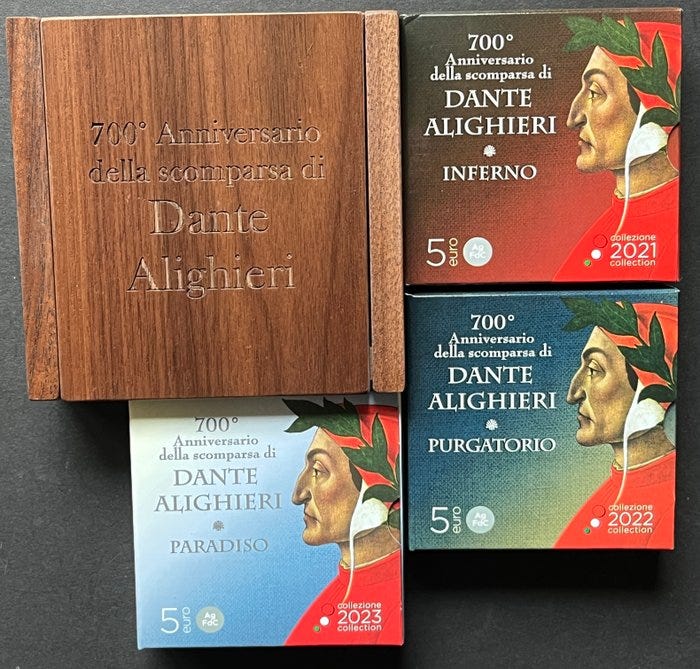 700° Anniversario
della scomparsa di
Dante
Alighieri
700°
Anniversario
della scomparsa di
DANTE
ALIGHIERI
INFERNO
5 euro
Ag
FdC
collezione
2021
collection
700°
Anniversario
della scomparsa di
DANTE
ALIGHIERI
PURGATORIO
5 euro
Ag
FdC
collezione
2022
collection
700°
Anniversario
della scomparsa di
DANTE
ALIGHIERI
PARADISO
5 euro
Ag
FdC
collezione
2023
collection